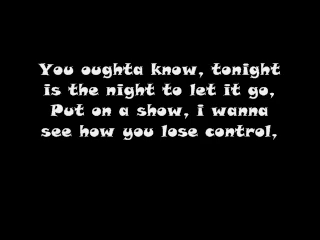 You oughta know, tonight
is the night to let it go,
Put on a show, i wanna
see how you lose control,